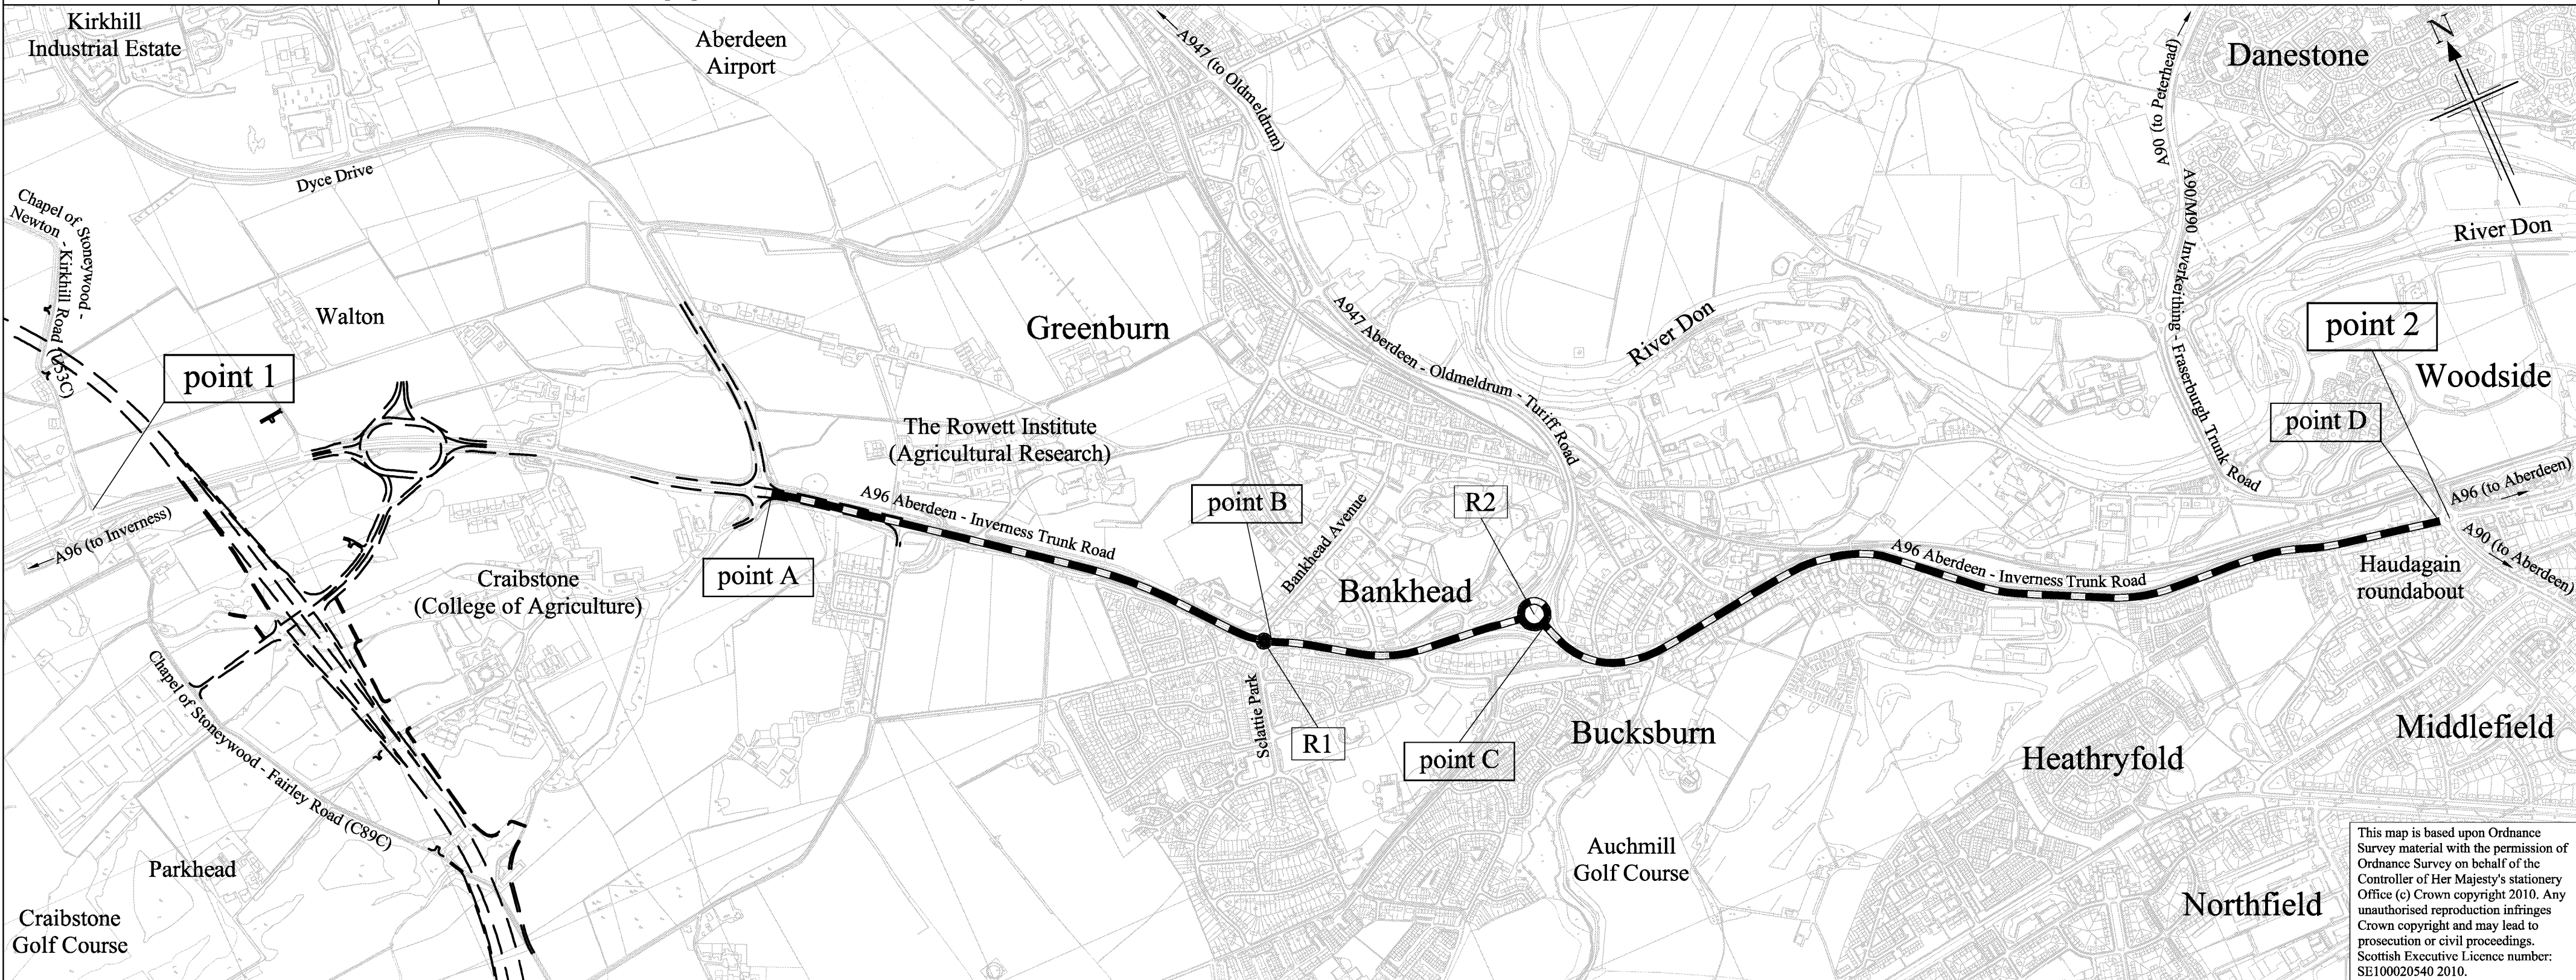 Kirkhill
Industrial Estate
Aberdeen
Airport
A947 (to Oldmeldrum)
A90 (to Peterhead)
Danestone
N
Dyce Drive
Chapel of Stoneywood -
Newton - Kirkhill Road (U53C)
A90/M90 Inverkeithing - Fraserburgh Trunk Road
River Don
Walton
Greenburn
A947 Aberdeen - Oldmeldrum - Turiff Road
River Don
point 2
Woodside
point 1
point D
The Rowett Institute
(Agricultural Research)
A96 (to Inverness)
A96 Aberdeen - Inverness Trunk Road
point B
Bankhead Avenue
R2
A96 (to Aberdeen)
A90 (to Aberdeen)
point A
Craibstone
(College of Agriculture)
Bankhead
A96 Aberdeen - Inverness Trunk Road
Haudagain
roundabout
Chapel of Stoneywood - Fairley Road (C89C)
Sclattie Park
R1
point C
Bucksburn
Heathryfold
Middlefield
Parkhead
Auchmill
Golf Course
Craibstone
Golf Course
Northfield
This map is based upon Ordnance
Survey material with the permission of
Ordnance Survey on behalf of the
Controller of Her Majesty's stationery
Office (c) Crown copyright 2010. Any
unauthorised reproduction infringes
Crown copyright and may lead to
prosecution or civil proceedings.
Scottish Executive Licence number:
SE100020540 2010.